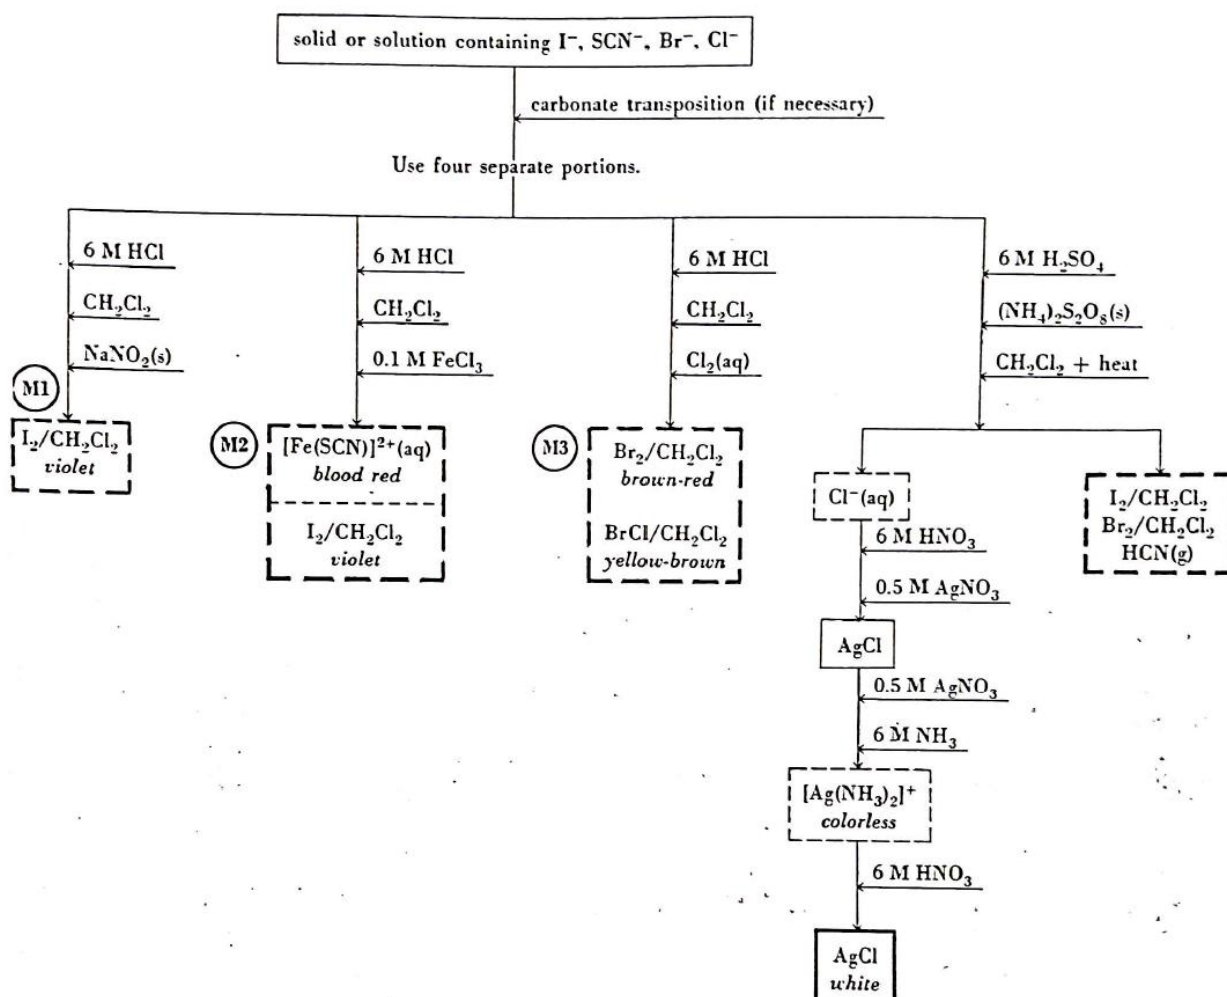 solid or solution containing I⁻, SCN⁻, Br⁻, Cl⁻
carbonate transposition (if necessary)
Use four separate portions.
6 M HCl
CH₂Cl₂
NaNO₂(s)
M1
I₂/CH₂Cl₂
violet
6 M HCl
CH₂Cl₂
0.1 M FeCl₃
M2
[Fe(SCN)]²⁺(aq)
blood red
I₂/CH₂Cl₂
violet
6 M HCl
CH₂Cl₂
Cl₂(aq)
M3
Br₂/CH₂Cl₂
brown-red
BrCl/CH₂Cl₂
yellow-brown
6 M H₂SO₄
(NH₄)₂S₂O₈(s)
CH₂Cl₂ + heat
Cl⁻(aq)
I₂/CH₂Cl₂
Br₂/CH₂Cl₂
HCN(g)
6 M HNO₃
0.5 M AgNO₃
AgCl
0.5 M AgNO₃
6 M NH₃
[Ag(NH₃)₂]⁺
colorless
6 M HNO₃
AgCl
white